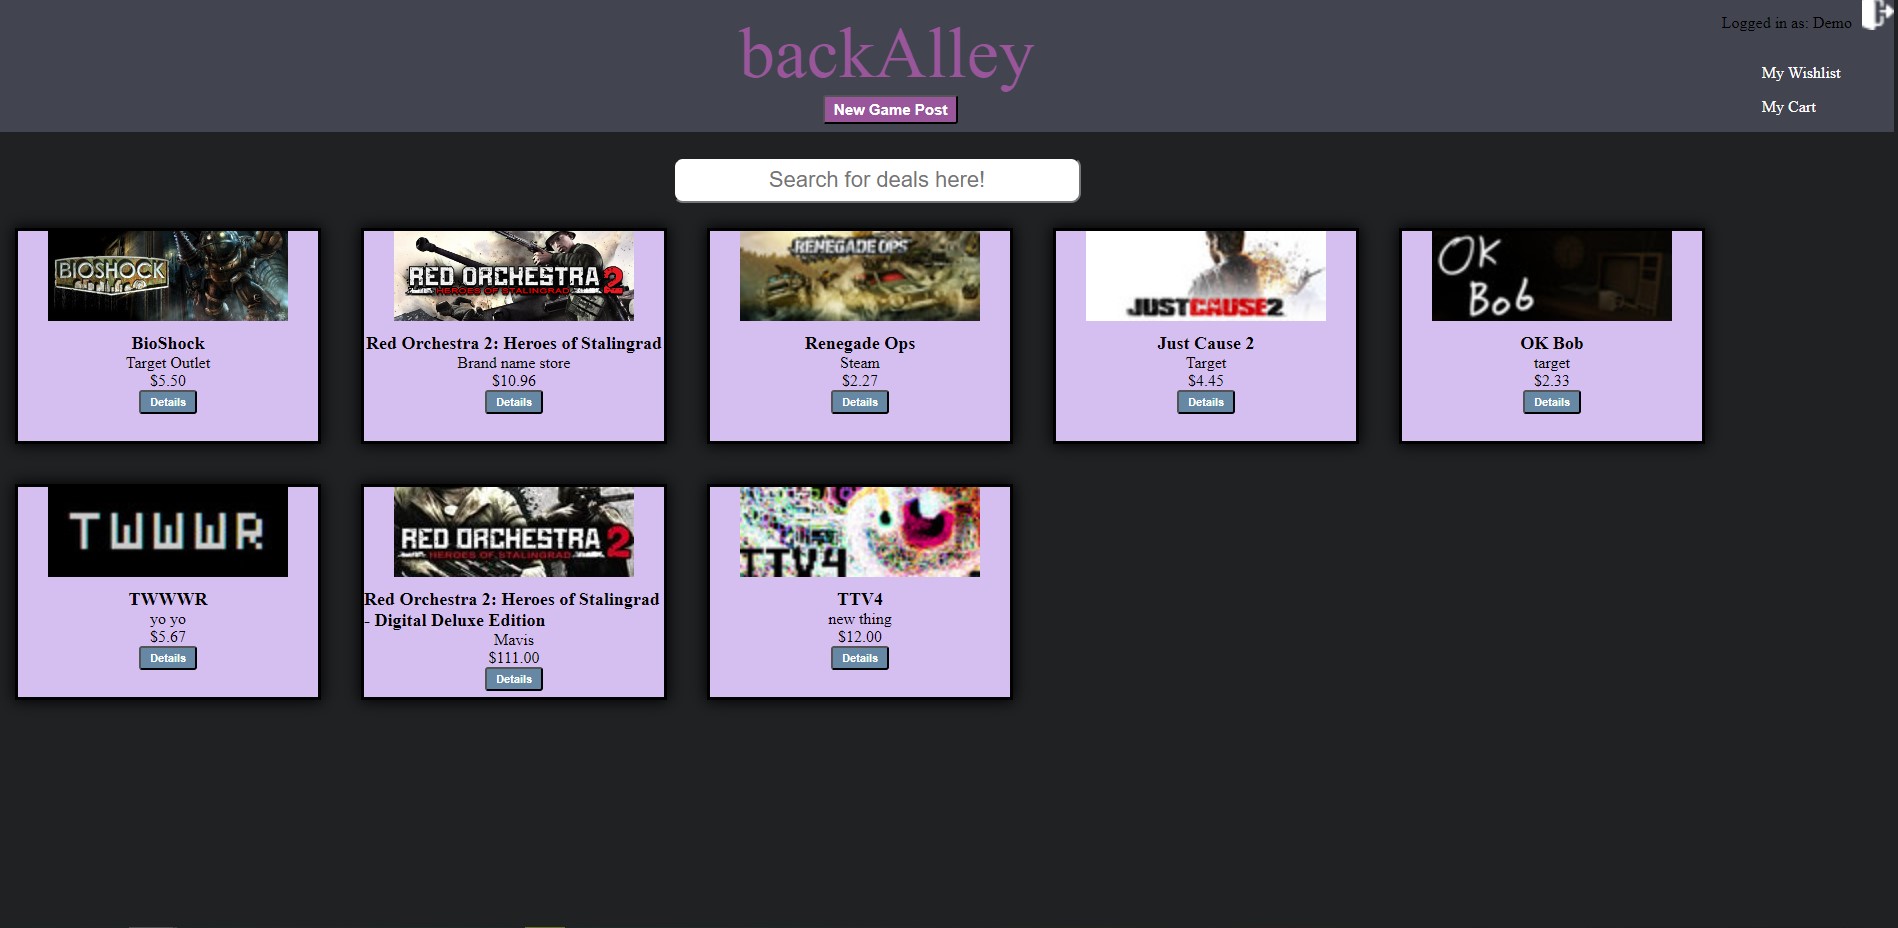 backAlley
Logged in as: Demo
My Wishlist
New Game Post
My Cart
Search for deals here!
BIOSHOCK
BioShock
Target Outlet
$5.50
Details
RED ORCHESTRA 2
HEROES OF STALINGRAD
Red Orchestra 2: Heroes of Stalingrad
Brand name store
$10.96
Details
RENEGADE OPS
Renegade Ops
Steam
$2.27
Details
JUST CAUSE 2
Just Cause 2
Target
$4.45
Details
OK
Bob
OK Bob
target
$2.33
Details
TWWWR
TWWWR
yo yo
$5.67
Details
RED ORCHESTRA 2
HEROES OF STALINGRAD
Red Orchestra 2: Heroes of Stalingrad
- Digital Deluxe Edition
Mavis
$111.00
Details
TTV4
TTV4
new thing
$12.00
Details